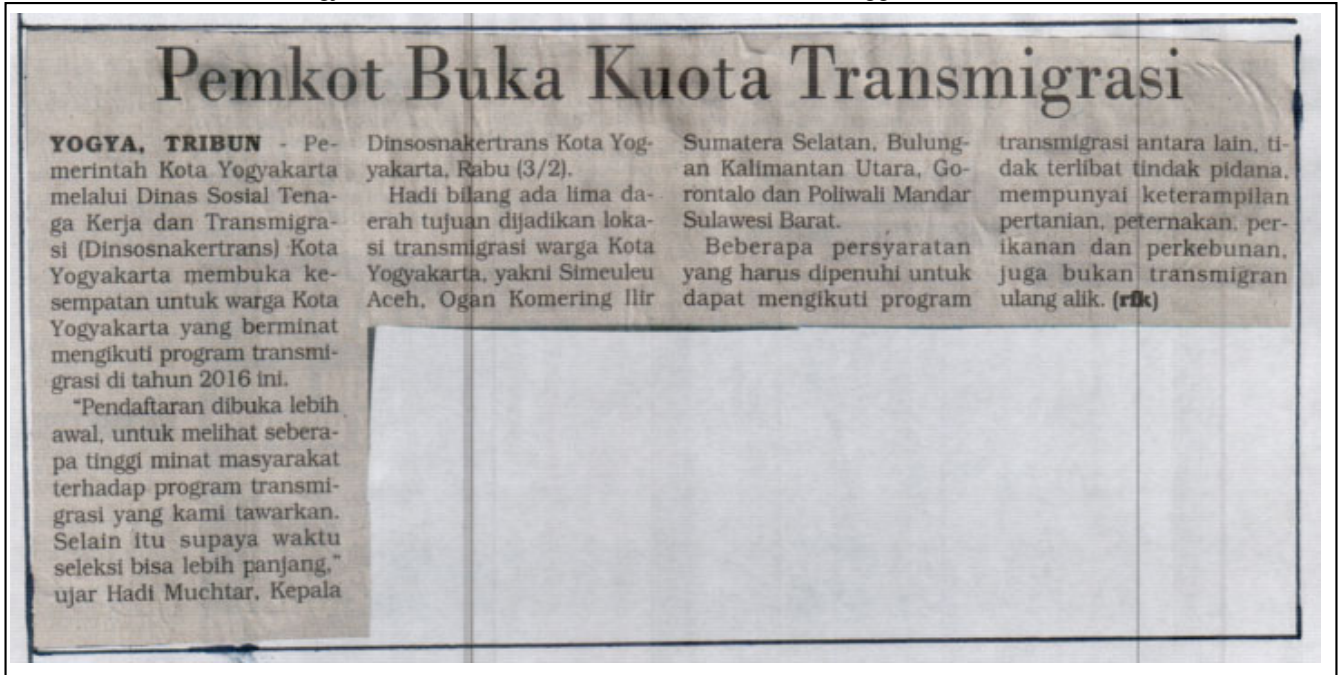 Pemkot Buka Kuota Transmigrasi
YOGYA, TRIBUN - Pe-
merintah Kota Yogyakarta
melalui Dinas Sosial Tena-
ga Kerja dan Transmigra-
si (Dinsosnakertrans) Kota
Yogyakarta membuka ke-
sempatan untuk warga Kota
Yogyakarta yang berminat
mengikuti program transmi-
grasi di tahun 2016 ini.
"Pendaftaran dibuka lebih
awal, untuk melihat sebera-
pa tinggi minat masyarakat
terhadap program transmi-
grasi yang kami tawarkan.
Selain itu supaya waktu
seleksi bisa lebih panjang,"
ujar Hadi Muchtar, Kepala
Dinsosnakertrans Kota Yog-
yakarta, Rabu (3/2).
Hadi bilang ada lima da-
erah tujuan dijadikan loka-
si transmigrasi warga Kota
Yogyakarta, yakni Simeuleu
Aceh, Ogan Komering Ilir
Sumatera Selatan, Bulung-
an Kalimantan Utara, Go-
rontalo dan Poliwali Mandar
Sulawesi Barat.
Beberapa persyaratan
yang harus dipenuhi untuk
dapat mengikuti program
transmigrasi antara lain, ti-
dak terlibat tindak pidana,
mempunyai keterampilan
pertanian, peternakan, per-
ikanan dan perkebunan,
juga bukan transmigran
ulang alik. (rfk)